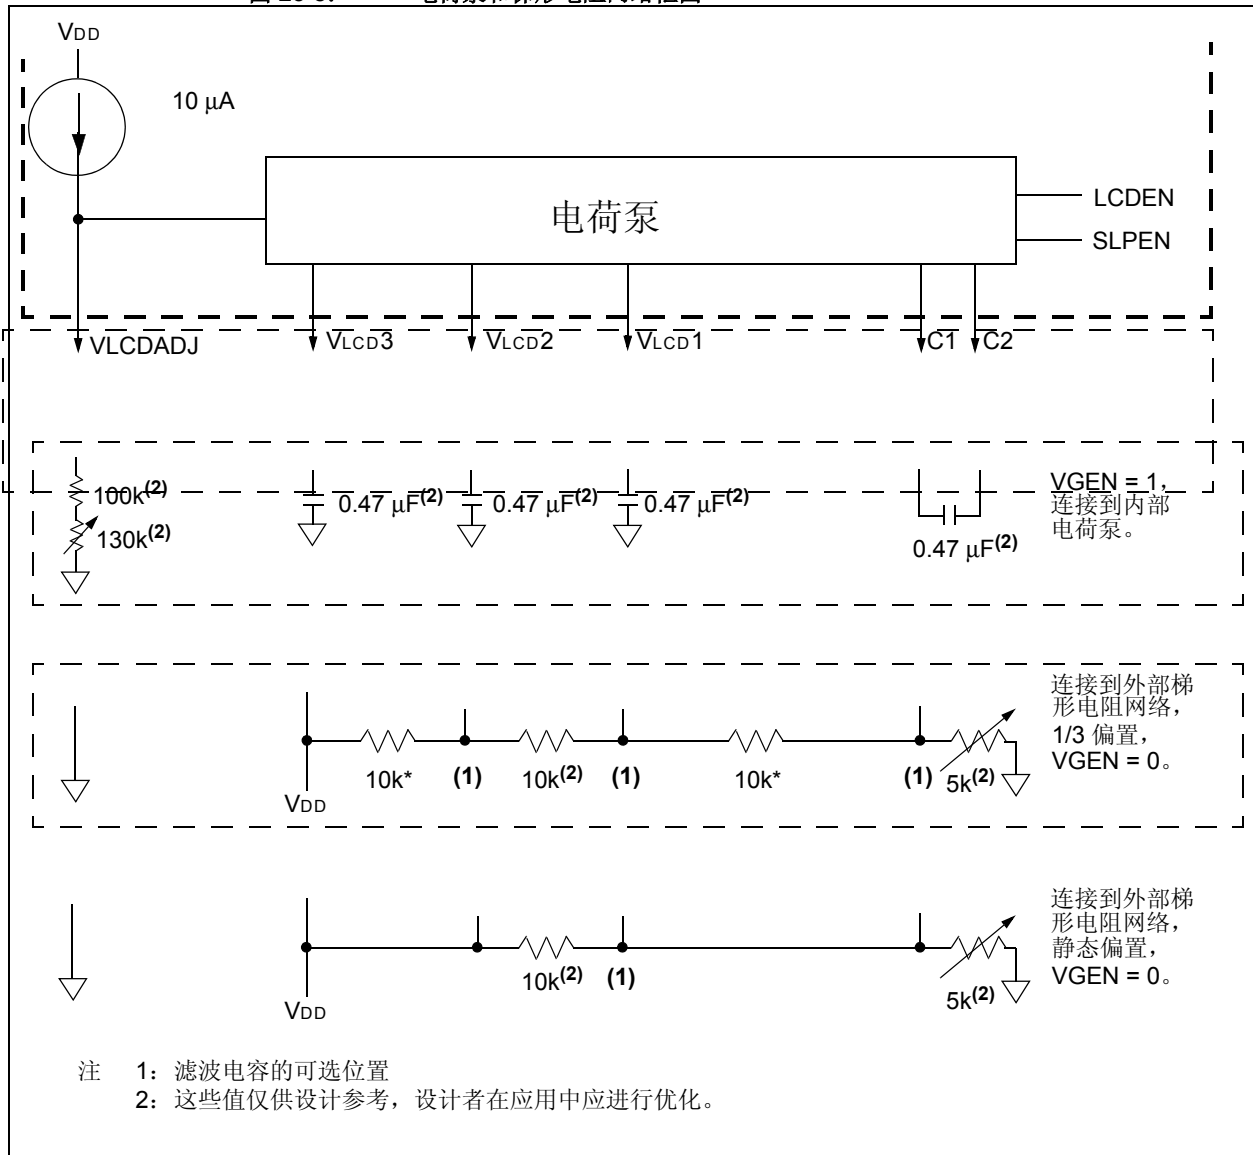 VDD
10 µA
电荷泵
LCDEN
SLPEN
VLCDADJ
VLCD3
VLCD2
VLCD1
C1
C2
100k(2)
130k(2)
0.47 µF(2)
0.47 µF(2)
0.47 µF(2)
0.47 µF(2)
VGEN = 1，
连接到内部
电荷泵。
连接到外部梯
形电阻网络，
1/3 偏置，
VGEN = 0。
10k*
(1)
10k(2)
(1)
10k*
(1)
5k(2)
VDD
连接到外部梯
形电阻网络，
静态偏置，
VGEN = 0。
10k(2)
(1)
5k(2)
VDD
注 1：滤波电容的可选位置
2：这些值仅供设计参考，设计者在应用中应进行优化。